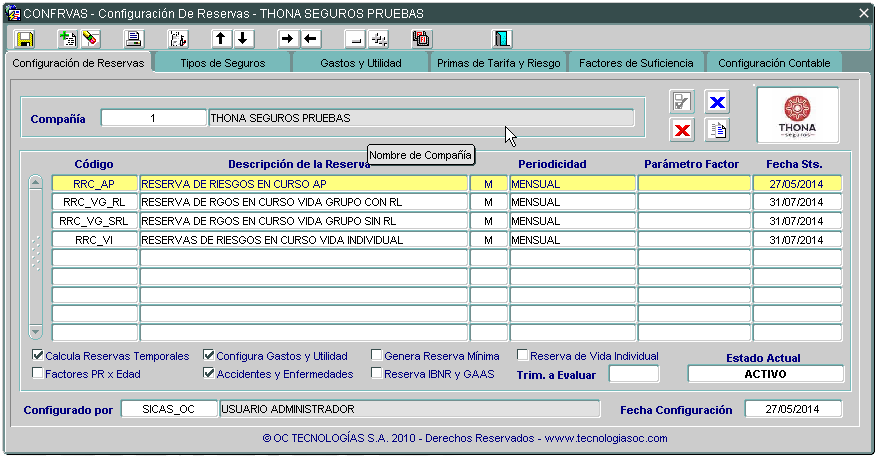 CONFRVAS - Configuración De Reservas - THONA SEGUROS PRUEBAS
Configuración de Reservas Tipos de Seguros Gastos y Utilidad Primas de Tarifa y Riesgo Factores de Suficiencia Configuración Contable
Compañía 1 THONA SEGUROS PRUEBAS
THONA
seguros
Nombre de Compañía
Código Descripción de la Reserva Periodicidad Parámetro Factor Fecha Sts.
RRC_AP RESERVA DE RIESGOS EN CURSO AP M MENSUAL 27/05/2014
RRC_VG_RL RESERVA DE RGOS EN CURSO VIDA GRUPO CON RL M MENSUAL 31/07/2014
RRC_VG_SRL RESERVA DE RGOS EN CURSO VIDA GRUPO SIN RL M MENSUAL 31/07/2014
RRC_VI RESERVAS DE RIESGOS EN CURSO VIDA INDIVIDUAL M MENSUAL 31/07/2014
Calcula Reservas Temporales Configura Gastos y Utilidad Genera Reserva Mínima Reserva de Vida Individual Estado Actual
Factores PR x Edad Accidentes y Enfermedades Reserva IBNR y GAAS Trim. a Evaluar ACTIVO
Configurado por SICAS_OC USUARIO ADMINISTRADOR Fecha Configuración 27/05/2014
© OC TECNOLOGÍAS S.A. 2010 - Derechos Reservados - www.tecnologiasoc.com